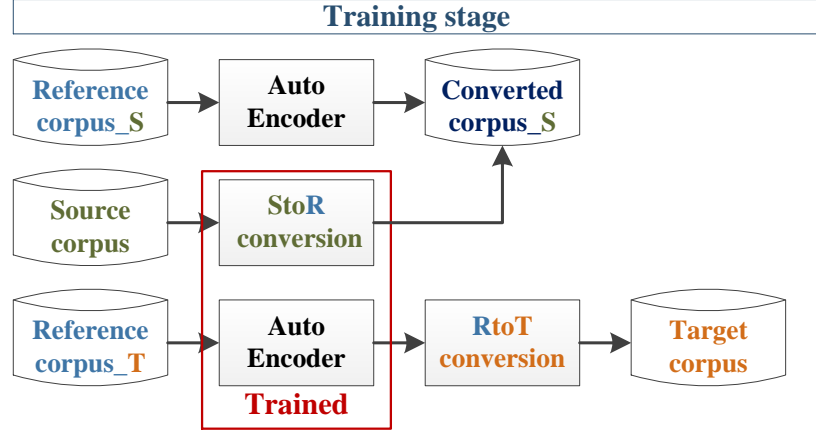 Training stage
Reference
corpus_S
Auto
Encoder
Converted
corpus_S
Source
corpus
StoR
conversion
Reference
corpus_T
Auto
Encoder
RtoT
conversion
Target
corpus
Trained